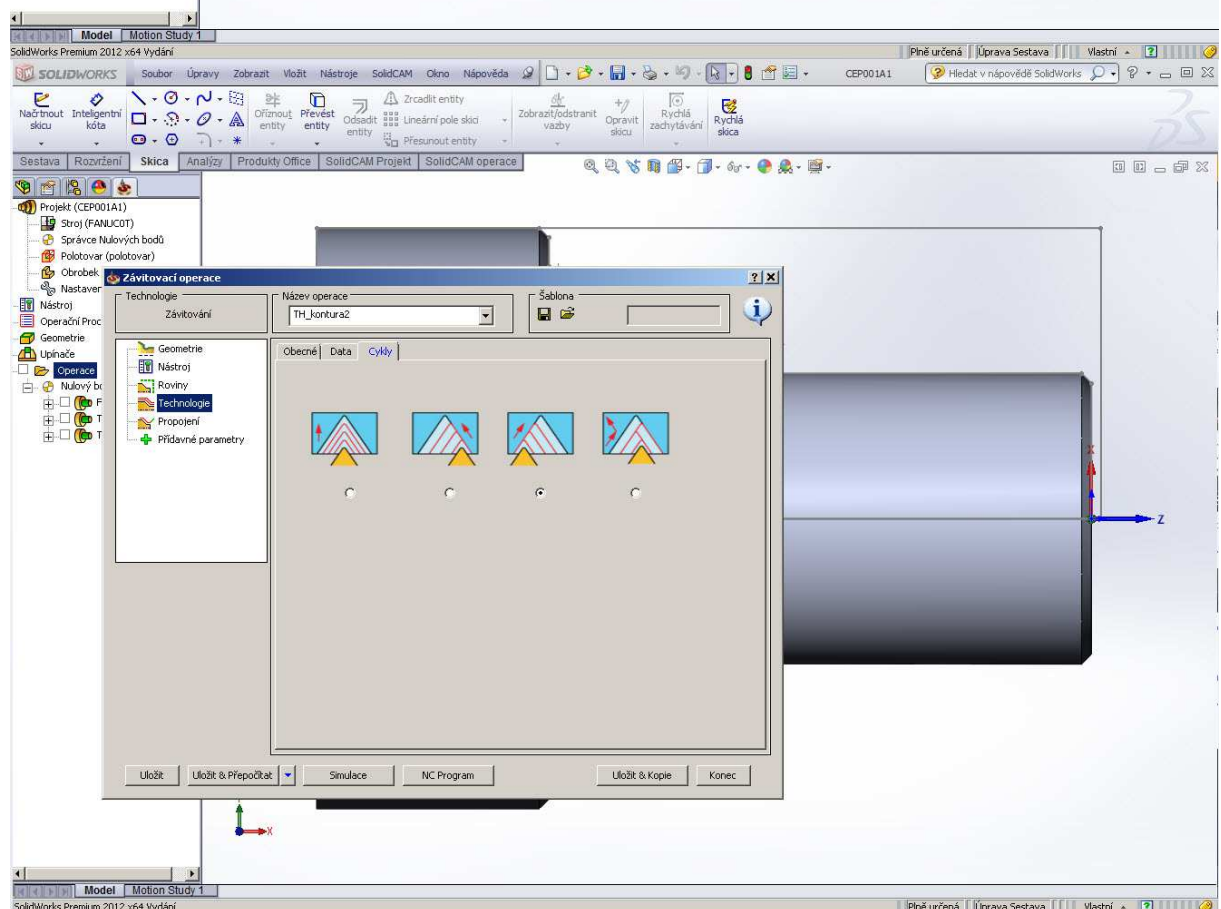 Model Motion Study 1
SolidWorks Premium 2012 x64 Vydání Plně určená Úprava Sestava Vlastní
SOLIDWORKS Soubor Úpravy Zobrazit Vložit Nástroje SolidCAM Okno Nápověda CEP001A1 Hledat v nápovědě SolidWorks
Načrtnout skicu
Inteligentní kóta
Oříznout entity
Převést entity
Odsadit entity
Zrcadlit entity
Lineární pole skici
Přesunout entity
Zobrazit/odstranit vazby
Opravit skicu
Rychlá zachytávání
Rychlá skica
Sestava Rozvržení Skica Analýzy Produkty Office SolidCAM Projekt SolidCAM operace
Projekt (CEP001A1)
Stroj (FANUC0T)
Správce Nulových bodů
Polotovar (polotovar)
Obrobek
Nastaver
Nástroj
Operační Proc
Geometrie
Upínače
Operace
Nulový bo
F
T
T
Závitovací operace
Technologie
Závitování
Název operace
TH_kontura2
Šablona
Geometrie
Nástroj
Roviny
Technologie
Propojení
Přídavné parametry
Obecné Data Cykly
Uložit Uložit & Přepočítat Simulace NC Program Uložit & Kopie Konec
X
Z
X
Model Motion Study 1
SolidWorks Premium 2012 x64 Vydání Plně určená Úprava Sestava Vlastní